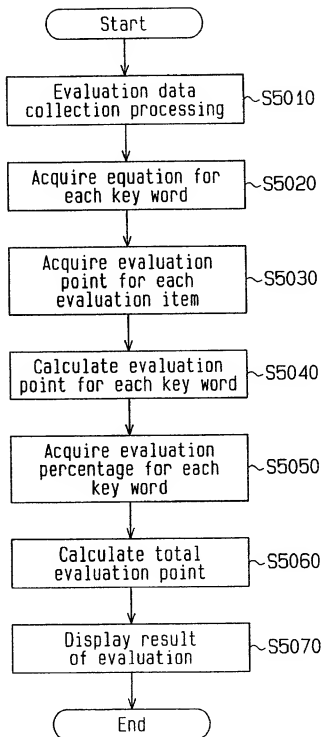 Start
Evaluation data
collection processing
~S5010
Acquire equation for
each key word
~S5020
Acquire evaluation
point for each
evaluation item
~S5030
Calculate evaluation
point for each key word
~S5040
Acquire evaluation
percentage for each
key word
~S5050
Calculate total
evaluation point
~S5060
Display result
of evaluation
~S5070
End